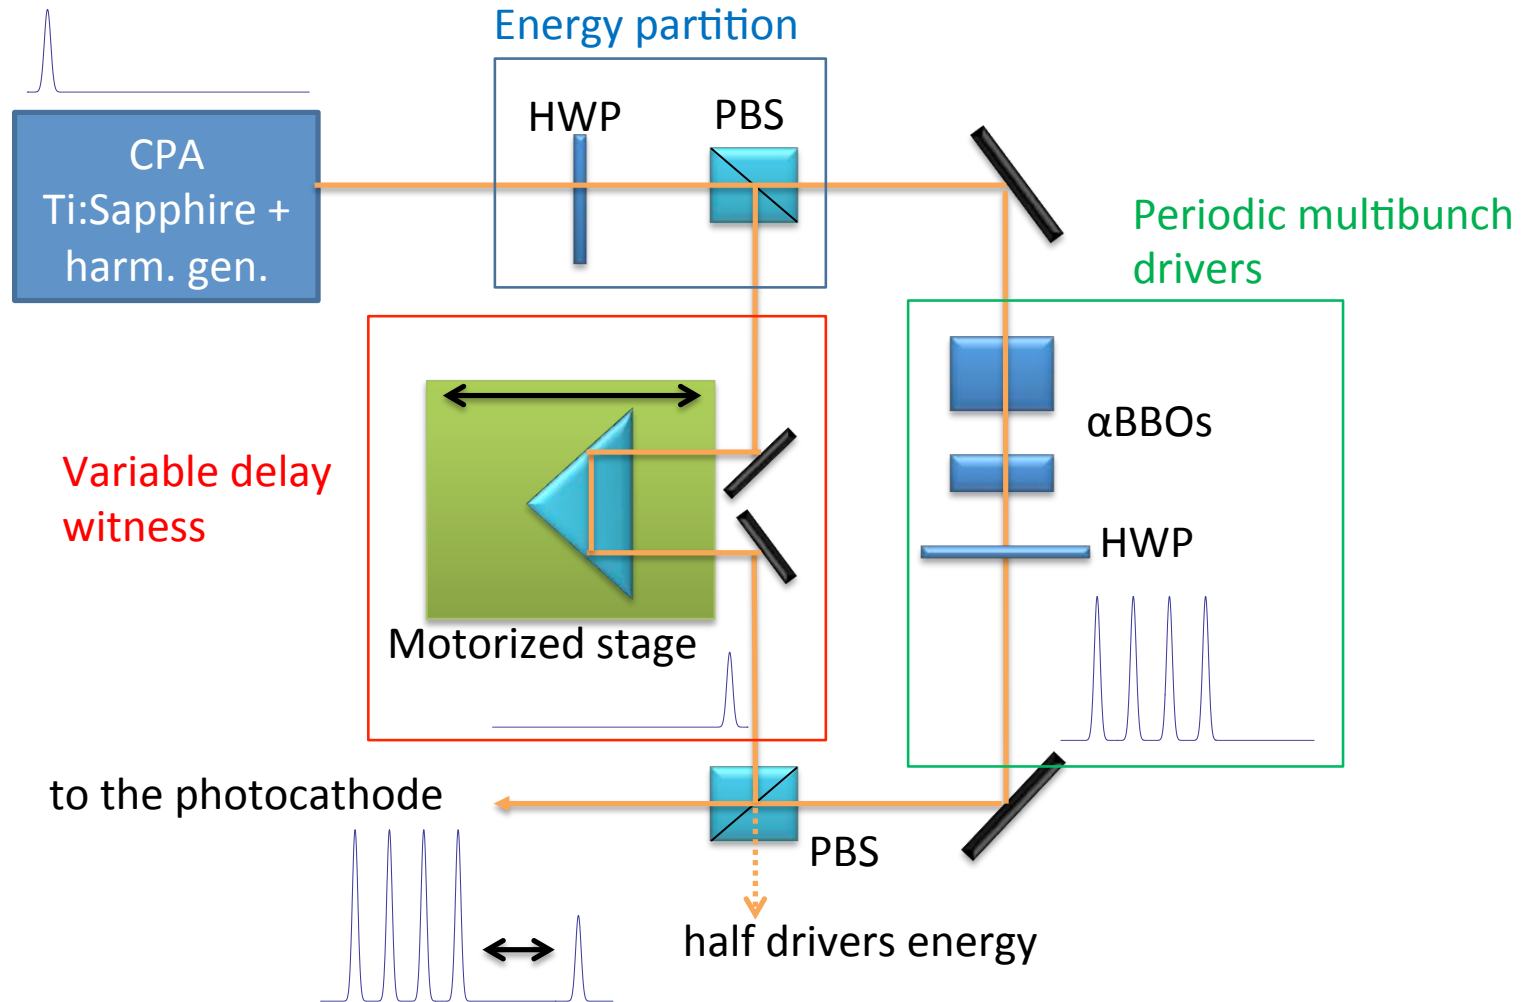 Energy partition
HWP
PBS
CPA
Ti:Sapphire +
harm. gen.
Periodic multibunch
drivers
αBBOs
Variable delay
witness
HWP
Motorized stage
to the photocathode
PBS
half drivers energy